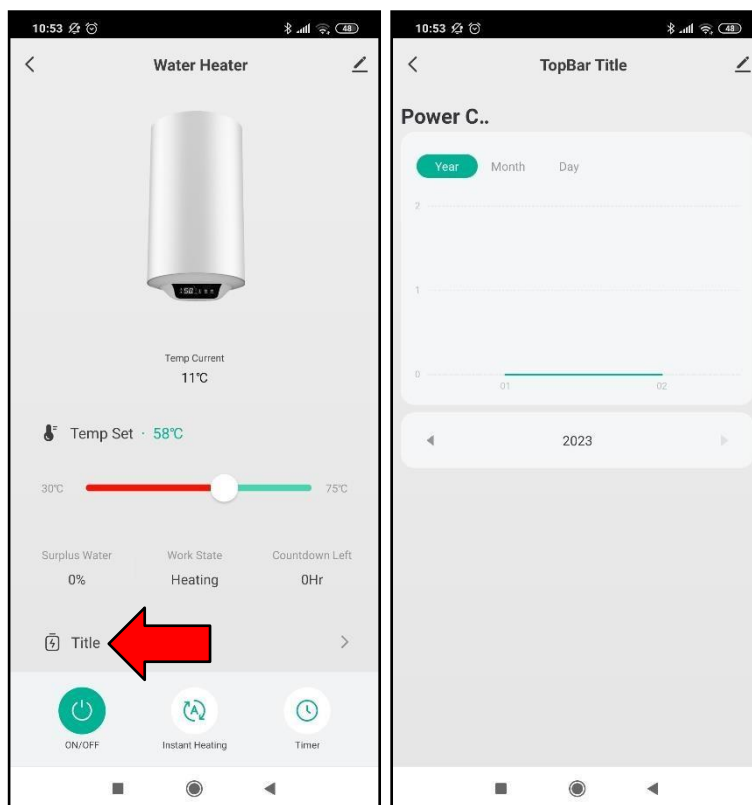 10:53
48
Water Heater
Temp Current
11℃
Temp Set · 58℃
30℃
75℃
Surplus Water
Work State
Countdown Left
0%
Heating
0Hr
Title
ON/OFF
Instant Heating
Timer
10:53
48
TopBar Title
Power C..
Year
Month
Day
2
1
0
01
02
2023